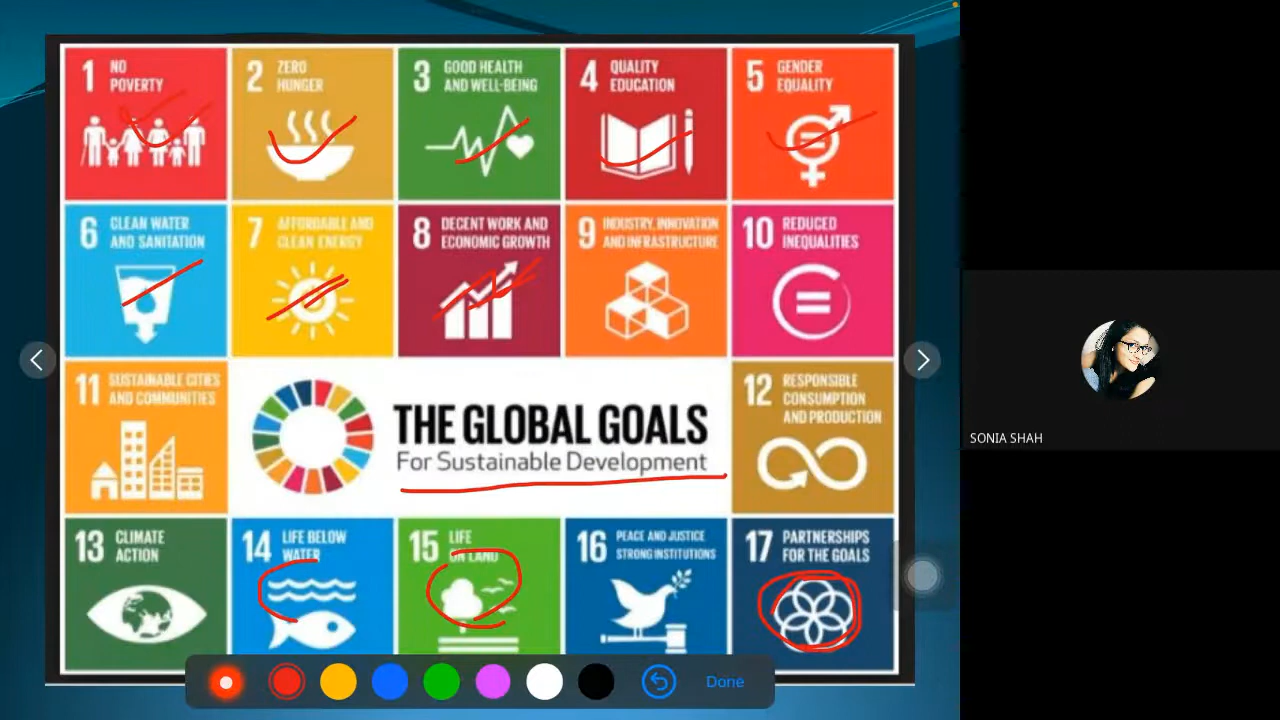 1 NO
POVERTY
2 ZERO
HUNGER
3 GOOD HEALTH
AND WELL-BEING
4 QUALITY
EDUCATION
5 GENDER
EQUALITY
6 CLEAN WATER
AND SANITATION
7 AFFORDABLE AND
CLEAN ENERGY
8 DECENT WORK AND
ECONOMIC GROWTH
9 INDUSTRY, INNOVATION
AND INFRASTRUCTURE
10 REDUCED
INEQUALITIES
11 SUSTAINABLE CITIES
AND COMMUNITIES
THE GLOBAL GOALS
For Sustainable Development
12 RESPONSIBLE
CONSUMPTION
AND PRODUCTION
13 CLIMATE
ACTION
14 LIFE BELOW
WATER
15 LIFE
ON LAND
16 PEACE AND JUSTICE
STRONG INSTITUTIONS
17 PARTNERSHIPS
FOR THE GOALS
Done
SONIA SHAH